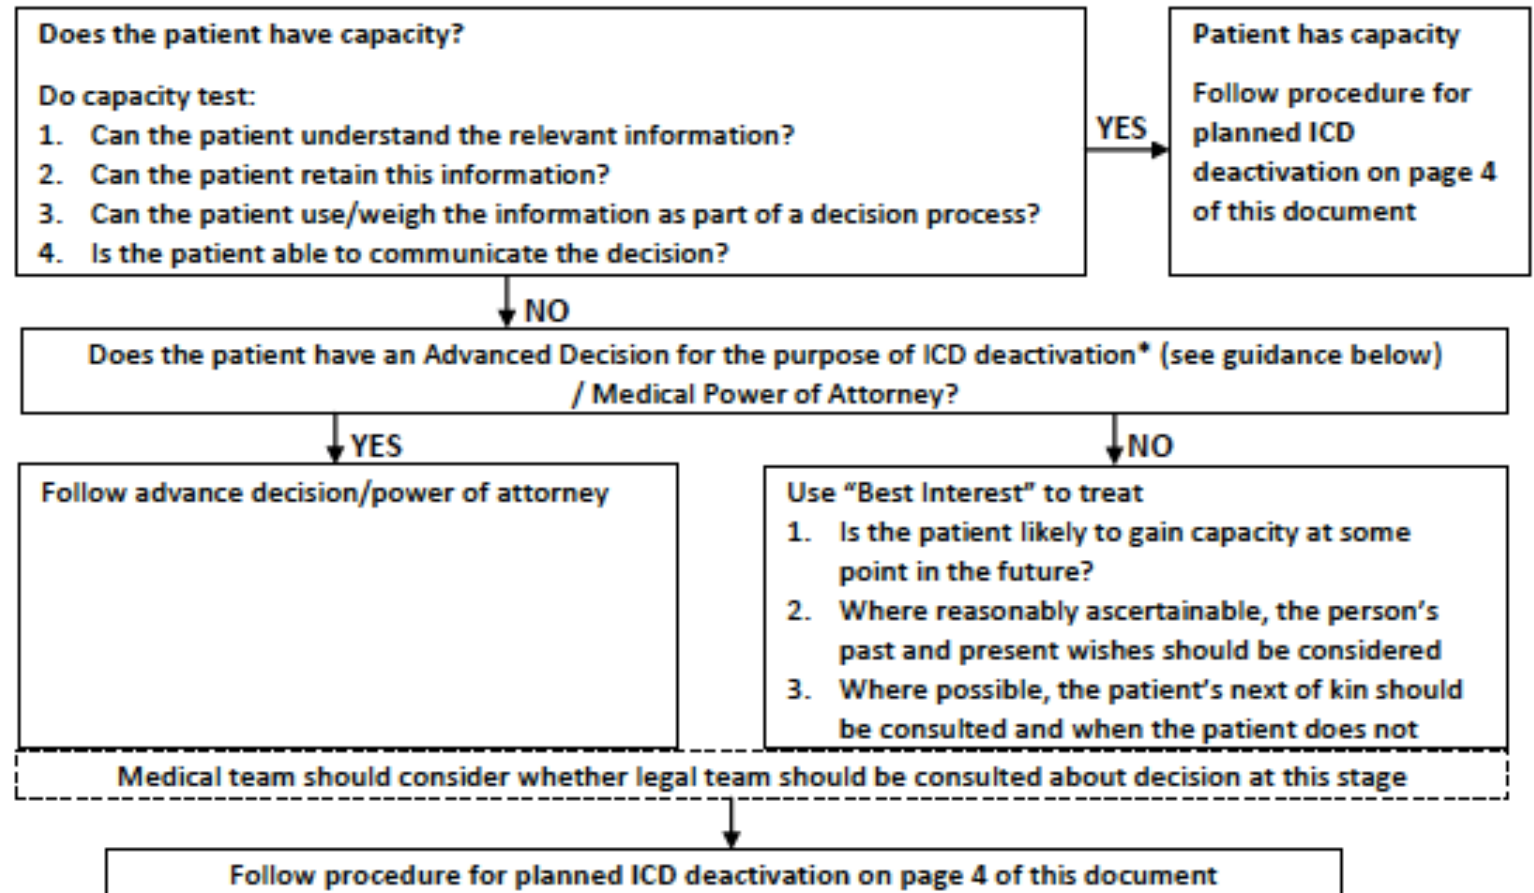 Does the patient have capacity?
Do capacity test:
1. Can the patient understand the relevant information?
2. Can the patient retain this information?
3. Can the patient use/weigh the information as part of a decision process?
4. Is the patient able to communicate the decision?
YES
Patient has capacity
Follow procedure for
planned ICD
deactivation on page 4
of this document
NO
Does the patient have an Advanced Decision for the purpose of ICD deactivation* (see guidance below)
/ Medical Power of Attorney?
YES
NO
Follow advance decision/power of attorney
Use “Best Interest” to treat
1. Is the patient likely to gain capacity at some
point in the future?
2. Where reasonably ascertainable, the person’s
past and present wishes should be considered
3. Where possible, the patient’s next of kin should
be consulted and when the patient does not
Medical team should consider whether legal team should be consulted about decision at this stage
Follow procedure for planned ICD deactivation on page 4 of this document